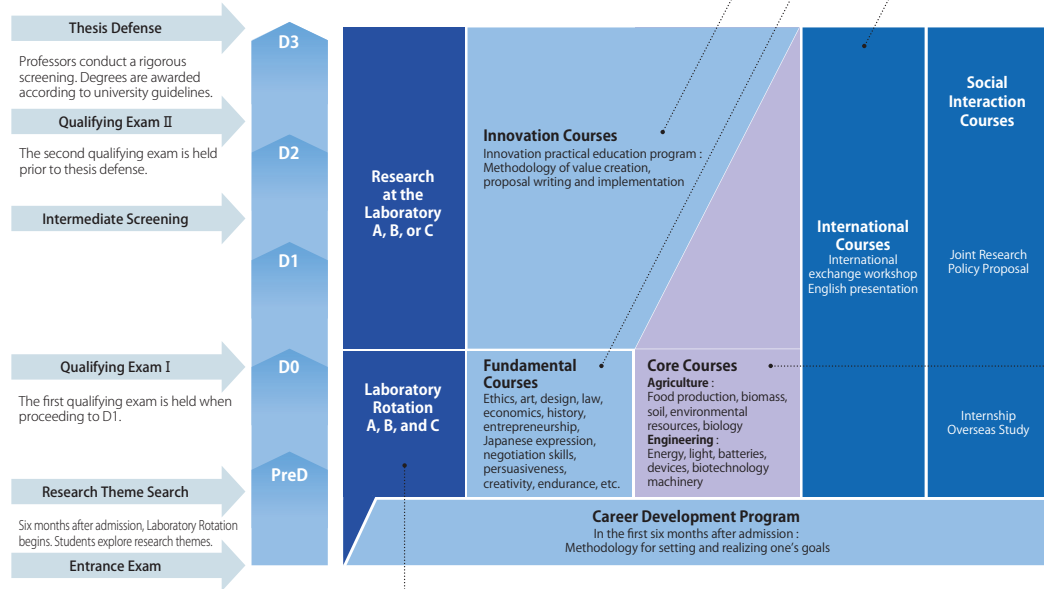 Thesis Defense
Professors conduct a rigorous
screening. Degrees are awarded
according to university guidelines.
Qualifying Exam II
The second qualifying exam is held
prior to thesis defense.
Intermediate Screening
Qualifying Exam I
The first qualifying exam is held when
proceeding to D1.
Research Theme Search
Six months after admission, Laboratory Rotation
begins. Students explore research themes.
Entrance Exam
D3
D2
D1
D0
PreD
Research
at the
Laboratory
A, B, or C
Laboratory
Rotation
A, B, and C
Innovation Courses
Innovation practical education program :
Methodology of value creation,
proposal writing and implementation
Fundamental
Courses
Ethics, art, design, law,
economics, history,
entrepreneurship,
Japanese expression,
negotiation skills,
persuasiveness,
creativity, endurance, etc.
Core Courses
Agriculture :
Food production, biomass,
soil, environmental
resources, biology
Engineering :
Energy, light, batteries,
devices, biotechnology
machinery
International
Courses
International
exchange workshop
English presentation
Social
Interaction
Courses
Joint Research
Policy Proposal
Internship
Overseas Study
Career Development Program
In the first six months after admission :
Methodology for setting and realizing one's goals